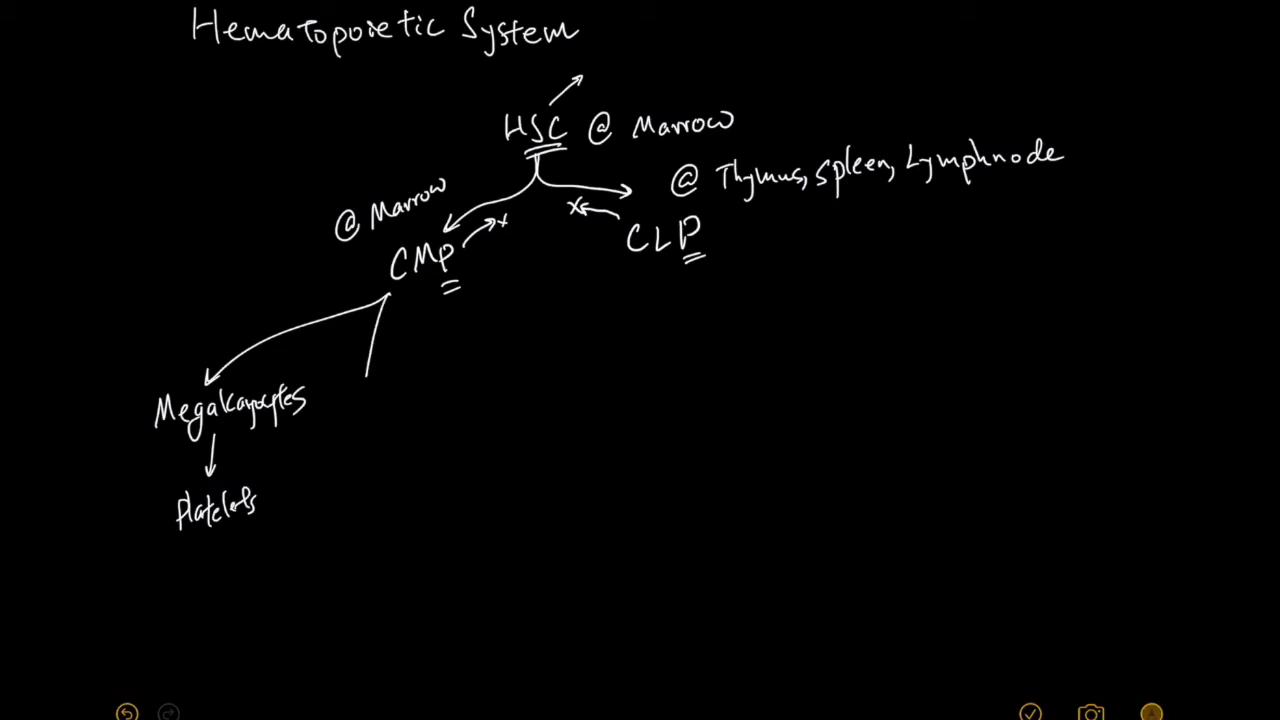 Hematopoietic System
HSC @ Marrow
@ Thymus, Spleen, Lymphnode
@ Marrow
CLP
CMP
Megakaryocytes
Platelets